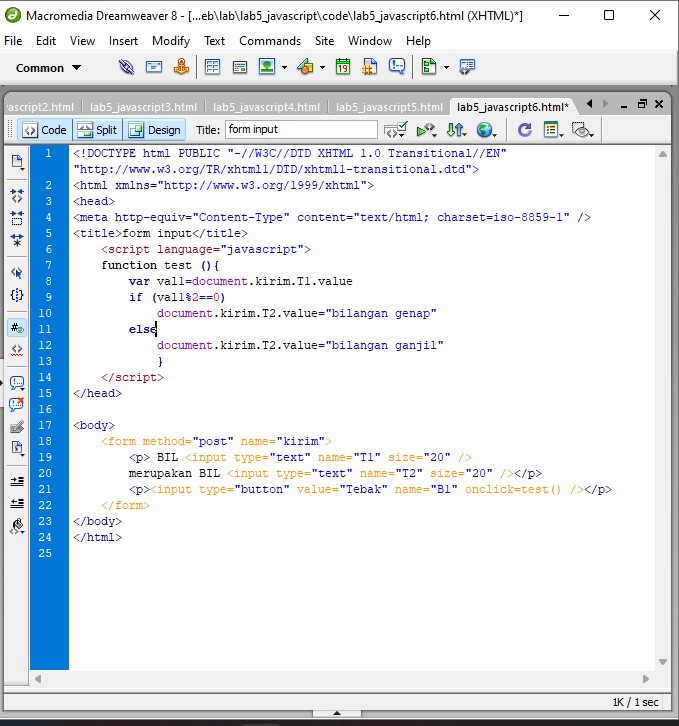 Macromedia Dreamweaver 8 - [...eb\lab\lab5_javascript\code\lab5_javascript6.html (XHTML)*]
File Edit View Insert Modify Text Commands Site Window Help
Common
vascript2.html lab5_javascript3.html lab5_javascript4.html lab5_javascript5.html lab5_javascript6.html*
Code Split Design Title: form input
1 <!DOCTYPE html PUBLIC "-//W3C//DTD XHTML 1.0 Transitional//EN"
"http://www.w3.org/TR/xhtml1/DTD/xhtml1-transitional.dtd">
2 <html xmlns="http://www.w3.org/1999/xhtml">
3 <head>
4 <meta http-equiv="Content-Type" content="text/html; charset=iso-8859-1" />
5 <title>form input</title>
6 <script language="javascript">
7 function test (){
8 var val1=document.kirim.T1.value
9 if (val1%2==0)
10 document.kirim.T2.value="bilangan genap"
11 else
12 document.kirim.T2.value="bilangan ganjil"
13 }
14 </script>
15 </head>
16
17 <body>
18 <form method="post" name="kirim">
19 <p> BIL <input type="text" name="T1" size="20" />
20 merupakan BIL <input type="text" name="T2" size="20" /></p>
21 <p><input type="button" value="Tebak" name="B1" onclick=test() /></p>
22 </form>
23 </body>
24 </html>
25
1K / 1 sec